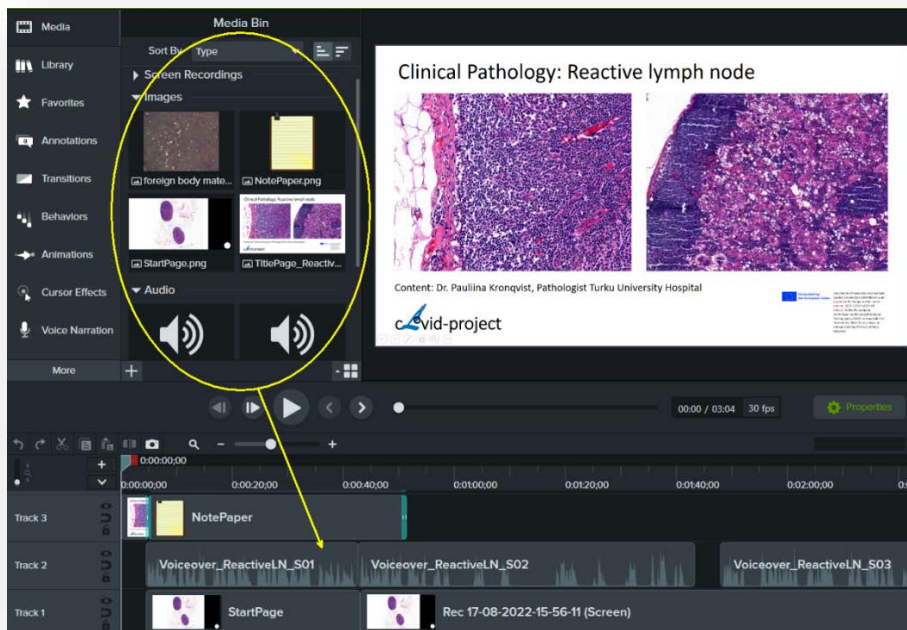 Media
Library
Favorites
Annotations
Transitions
Behaviors
Animations
Cursor Effects
Voice Narration
More
Media Bin
Sort By Type
Screen Recordings
Images
foreign body mate...
NotePaper.png
StartPage.png
TitlePage_Reactiv...
Audio
Clinical Pathology: Reactive lymph node
Content: Dr. Pauliina Kronqvist, Pathologist Turku University Hospital
cLovid-project
00:00 / 03:04 30 fps
Properties
0:00:00;00
0:00:00;00 0:00:20;00 0:00:40;00 0:01:00;00 0:01:20;00 0:01:40;00 0:02:00;00
Track 3
NotePaper
Track 2
Voiceover_ReactiveLN_S01
Voiceover_ReactiveLN_S02
Voiceover_ReactiveLN_S03
Track 1
StartPage
Rec 17-08-2022-15-56-11 (Screen)